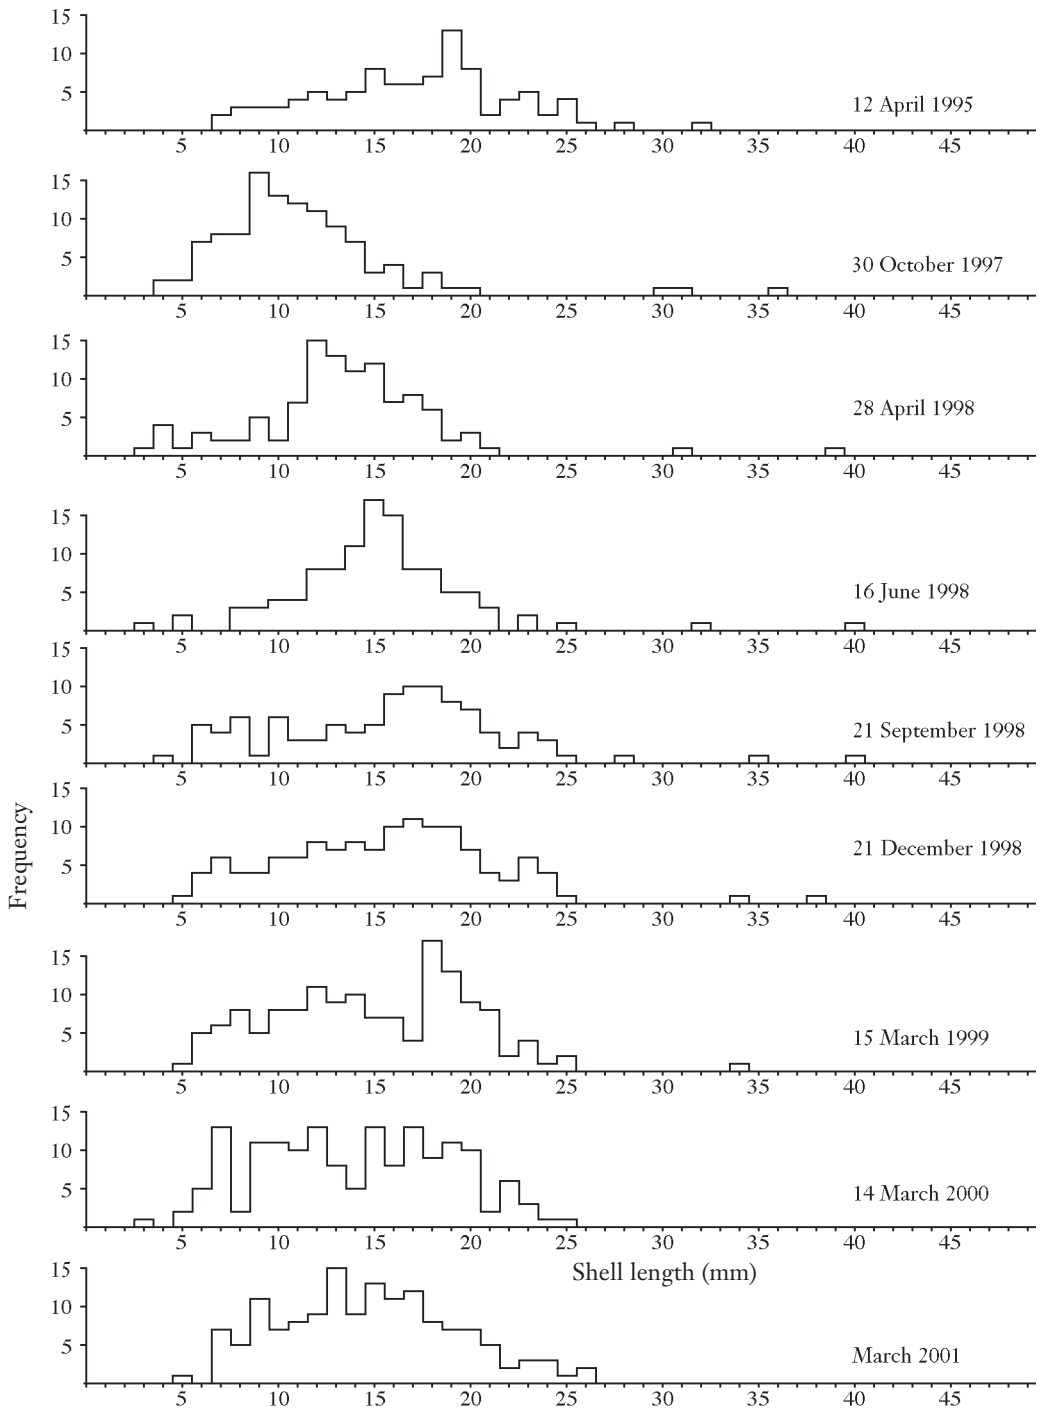 15
10
5
12 April 1995
5 10 15 20 25 30 35 40 45
15
10
5
30 October 1997
5 10 15 20 25 30 35 40 45
15
10
5
28 April 1998
5 10 15 20 25 30 35 40 45
15
10
5
16 June 1998
5 10 15 20 25 30 35 40 45
15
10
5
21 September 1998
5 10 15 20 25 30 35 40 45
15
10
5
21 December 1998
5 10 15 20 25 30 35 40 45
Frequency
15
10
5
15 March 1999
5 10 15 20 25 30 35 40 45
15
10
5
14 March 2000
5 10 15 20 25 30 35 40 45
Shell length (mm)
15
10
5
March 2001
5 10 15 20 25 30 35 40 45